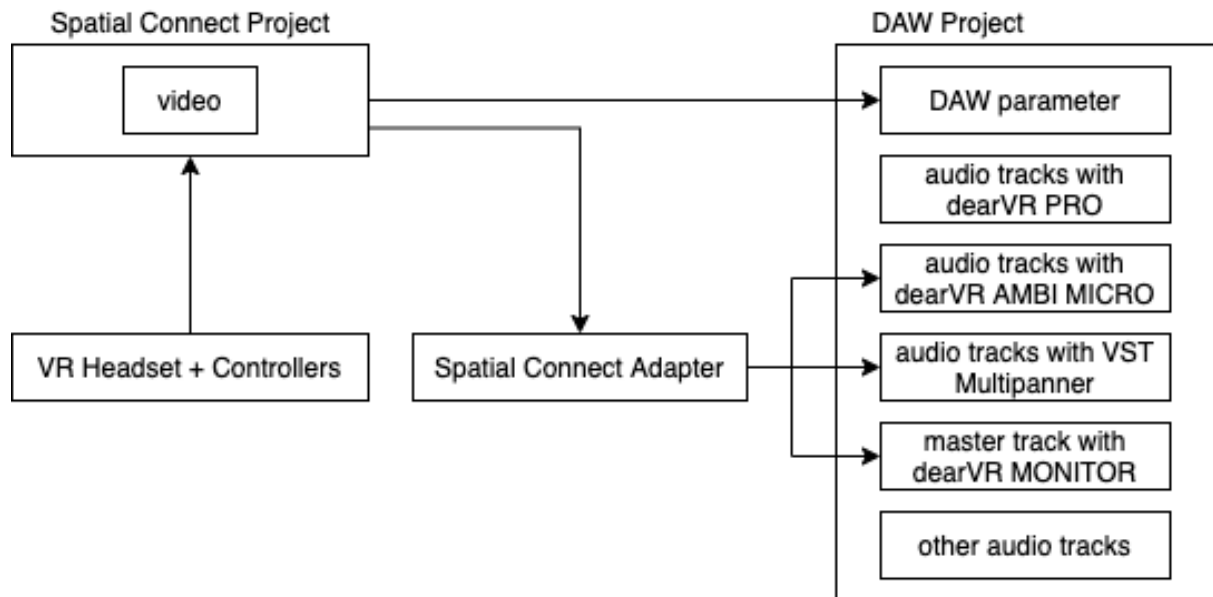 Spatial Connect Project
DAW Project
video
DAW parameter
audio tracks with
dearVR PRO
audio tracks with
dearVR AMBI MICRO
VR Headset + Controllers
Spatial Connect Adapter
audio tracks with VST
Multipanner
master track with
dearVR MONITOR
other audio tracks